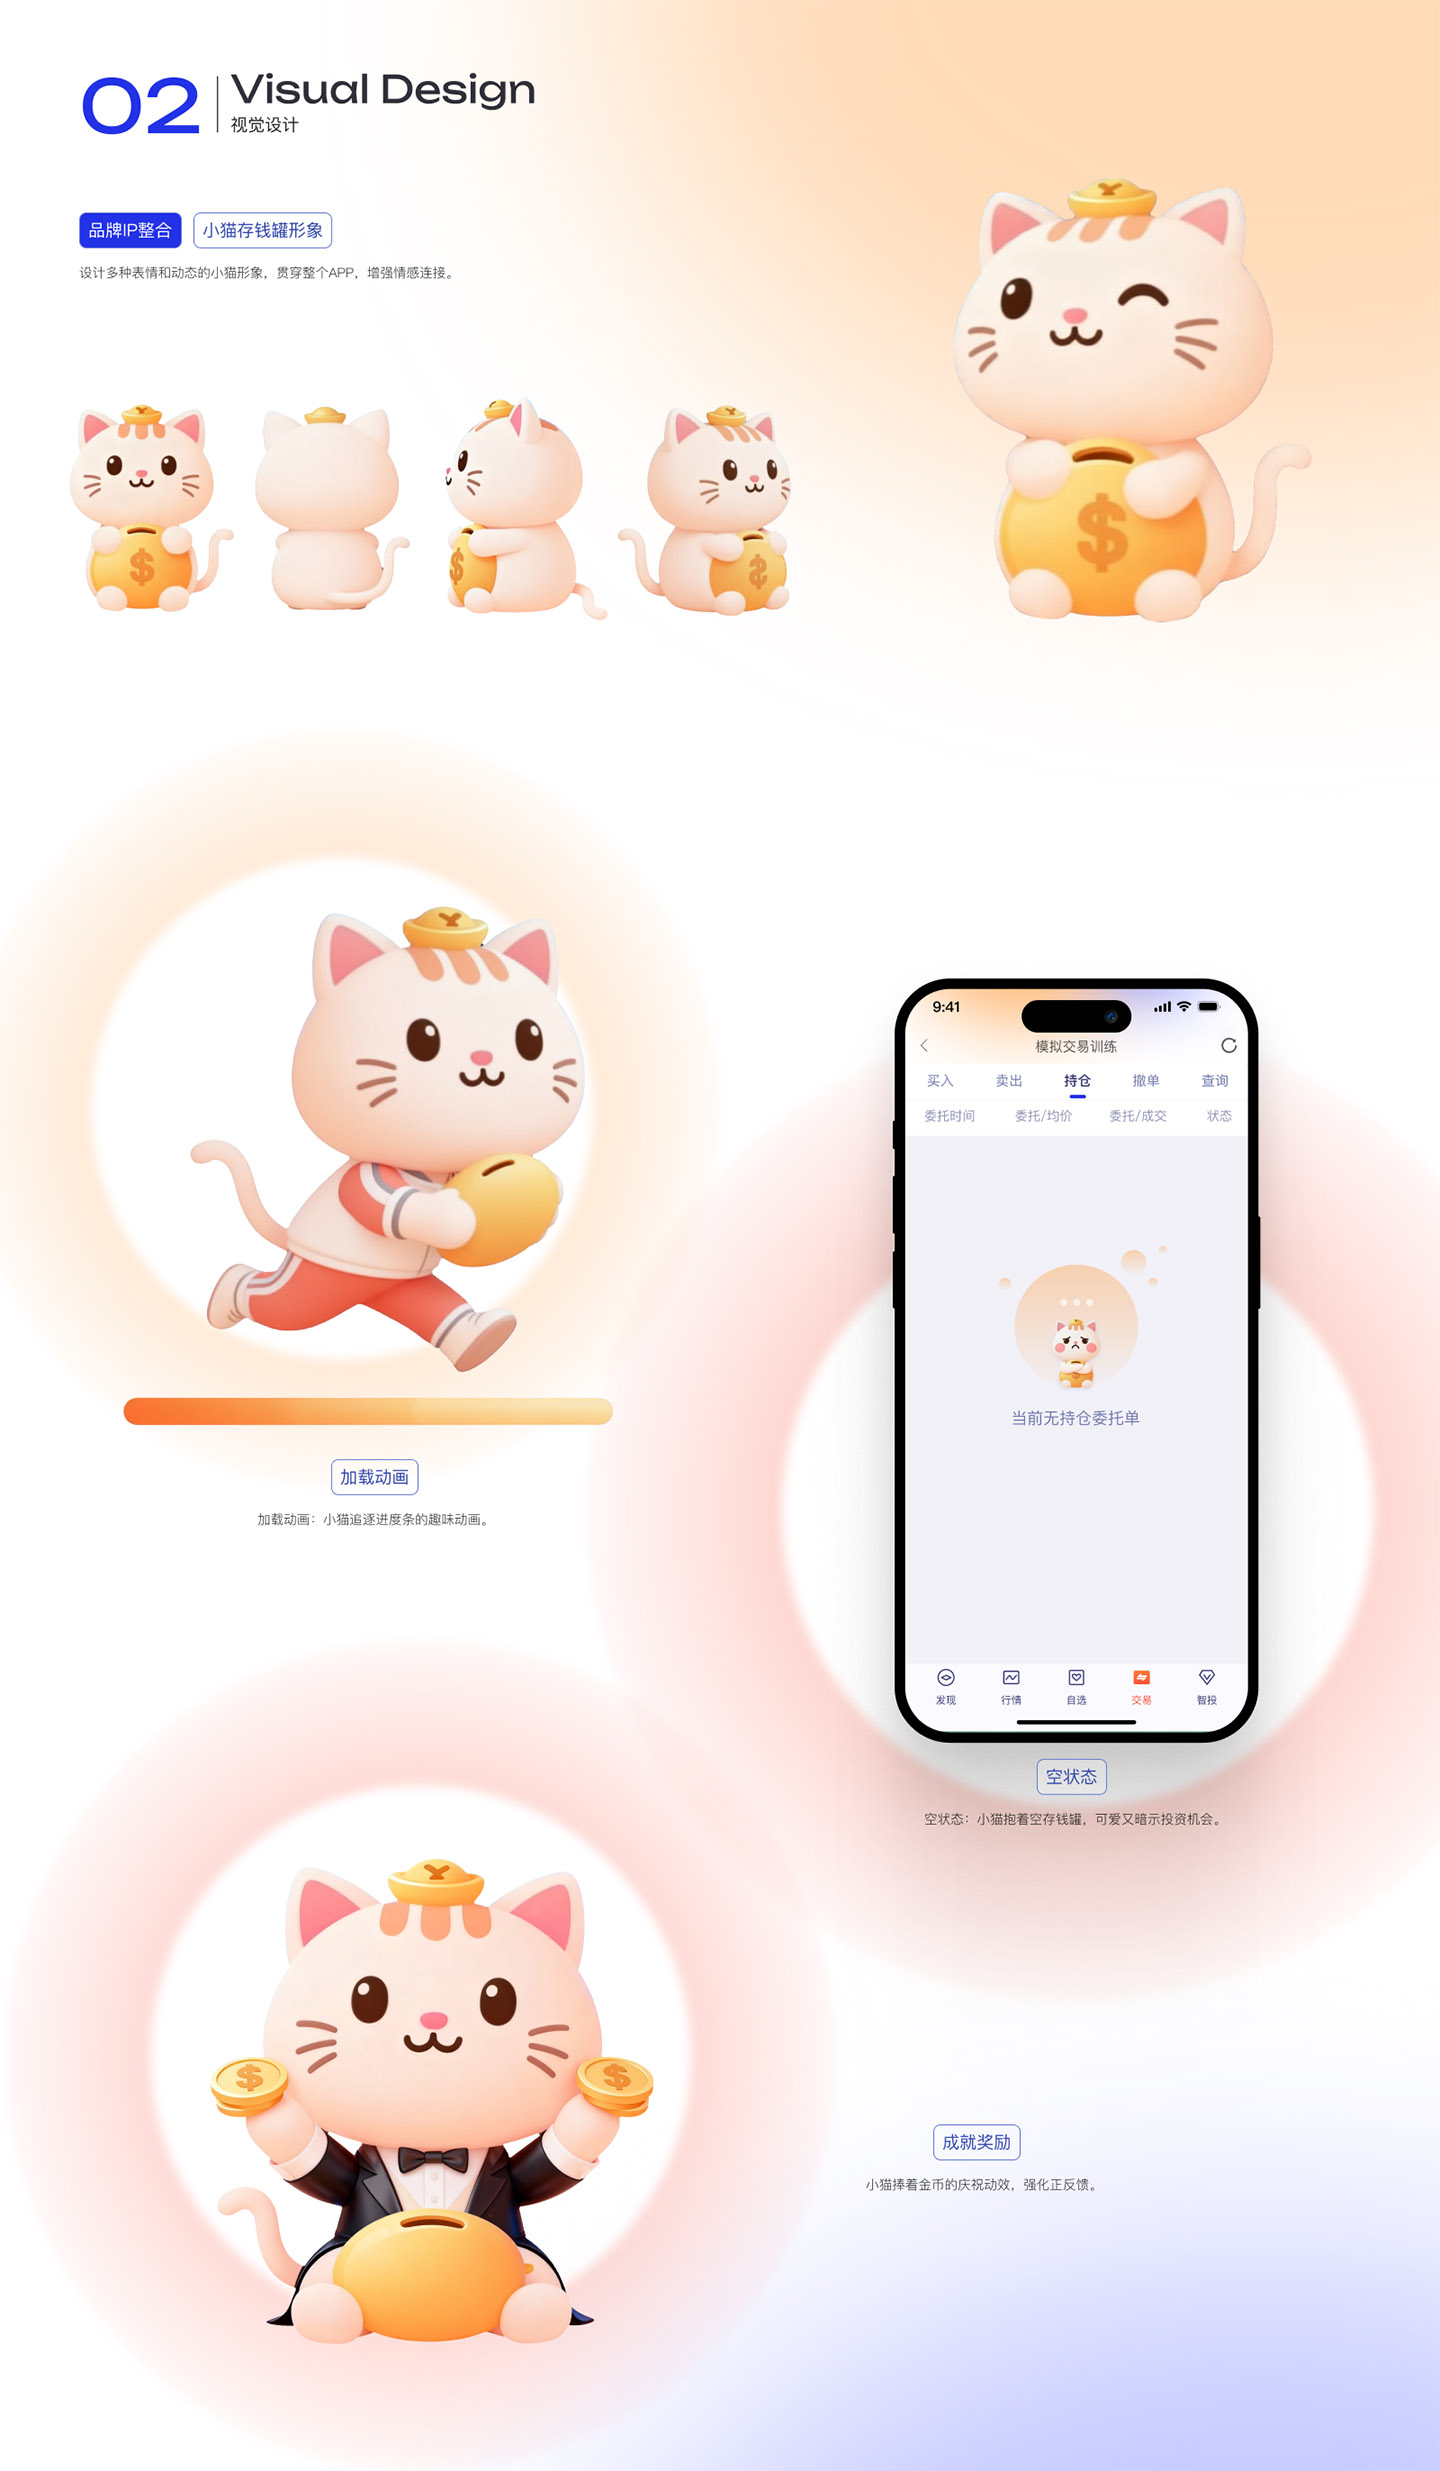 02
Visual Design
视觉设计
品牌IP整合
小猫存钱罐形象
设计多种表情和动态的小猫形象，贯穿整个APP，增强情感连接。
$
$
$
$
$
9:41
模拟交易训练
买入 卖出 持仓 撤单 查询
委托时间 委托/均价 委托/成交 状态
当前无持仓委托单
发现 行情 自选 交易 智投
加载动画
加载动画：小猫追逐进度条的趣味动画。
空状态
空状态：小猫抱着空存钱罐，可爱又暗示投资机会。
$
$
成就奖励
小猫捧着金币的庆祝动效，强化正反馈。